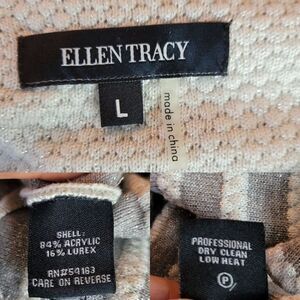 ELLEN TRACY
L
made in china
SHELL:
84% ACRYLIC
16% LUREX
RN#54163
CARE ON REVERSE
PROFESSIONAL
DRY CLEAN
LOW HEAT
P